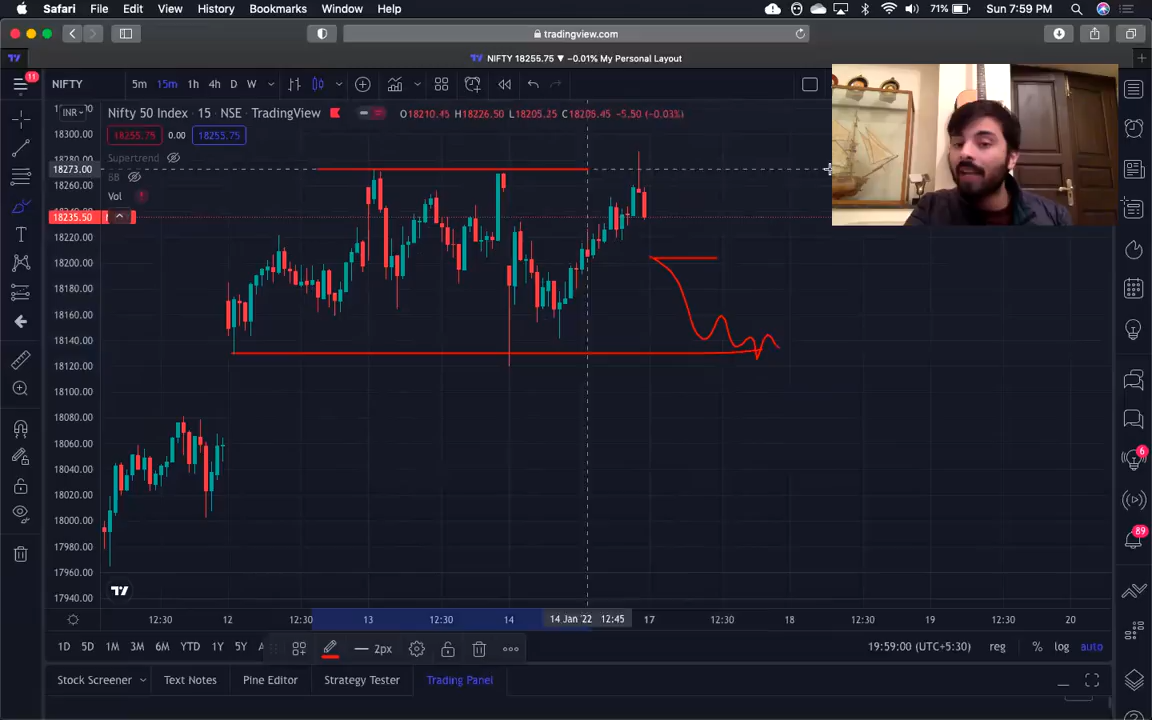 Safari File Edit View History Bookmarks Window Help 71% Sun 7:59 PM
tradingview.com
NIFTY 18255.75 ▼ −0.01% My Personal Layout
11 NIFTY 5m 15m 1h 4h D W
INR Nifty 50 Index · 15 · NSE · TradingView O18210.45 H18226.50 L18205.25 C18205.45 -5.50 (-0.03%)
18300.00
18255.75 0.00 18255.75
Supertrend
18273.00
BB
18260.00
Vol
18235.50
18220.00
18200.00
18180.00
18160.00
18140.00
18120.00
18100.00
18080.00
18060.00
18040.00
18020.00
18000.00
17980.00
17960.00
17940.00
6
89
12:30 12 12:30 13 12:30 14 14 Jan '22 12:45 17 12:30 18 12:30 19 12:30 20
1D 5D 1M 3M 6M YTD 1Y 5Y 2px 19:59:00 (UTC+5:30) reg % log auto
Stock Screener Text Notes Pine Editor Strategy Tester Trading Panel